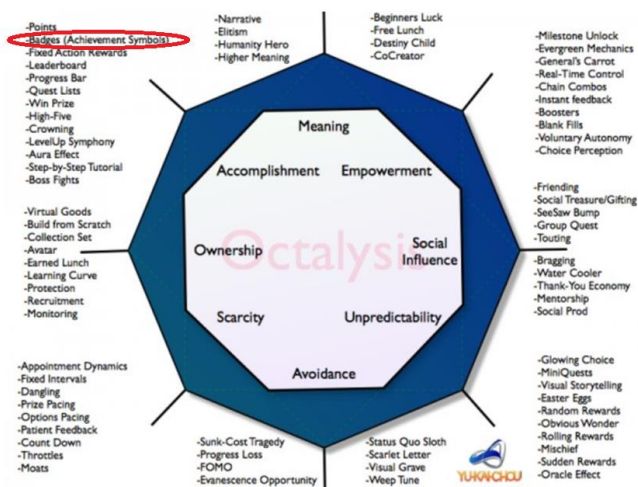 -Narrative
-Elitism
-Humanity Hero
-Higher Meaning
-Beginners Luck
-Free Lunch
-Destiny Child
-CoCreator
-Points
-Badges (Achievement Symbols)
-Fixed Action Rewards
-Leaderboard
-Progress Bar
-Quest Lists
-Win Prize
-High-Five
-Crowning
-LevelUp Symphony
-Aura Effect
-Step-by-Step Tutorial
-Boss Fights
-Milestone Unlock
-Evergreen Mechanics
-General's Carrot
-Real-Time Control
-Chain Combos
-Instant feedback
-Boosters
-Blank Fills
-Voluntary Autonomy
-Choice Perception
Meaning
Accomplishment
Empowerment
Ownership
Octalysis
Social
Influence
Scarcity
Unpredictability
Avoidance
-Virtual Goods
-Build from Scratch
-Collection Set
-Avatar
-Earned Lunch
-Learning Curve
-Protection
-Recruitment
-Monitoring
-Friending
-Social Treasure/Gifting
-SeeSaw Bump
-Group Quest
-Touting
-Bragging
-Water Cooler
-Thank-You Economy
-Mentorship
-Social Prod
-Appointment Dynamics
-Fixed Intervals
-Dangling
-Prize Pacing
-Options Pacing
-Patient Feedback
-Count Down
-Throttles
-Moats
-Sunk-Cost Tragedy
-Progress Loss
-FOMO
-Evanescence Opportunity
-Status Quo Sloth
-Scarlet Letter
-Visual Grave
-Weep Tune
YU-KAI CHOU
-Glowing Choice
-MiniQuests
-Visual Storytelling
-Easter Eggs
-Random Rewards
-Obvious Wonder
-Rolling Rewards
-Mischief
-Sudden Rewards
-Oracle Effect